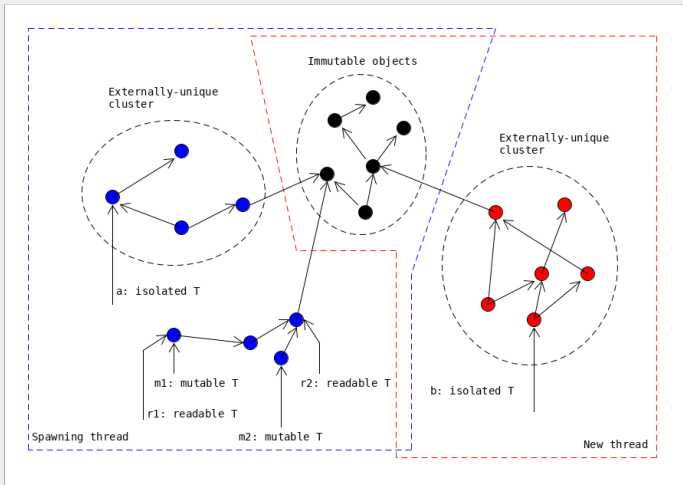 Immutable objects
Externally-unique
cluster
Externally-unique
cluster
a: isolated T
m1: mutable T
r2: readable T
b: isolated T
r1: readable T
Spawning thread
m2: mutable T
New thread